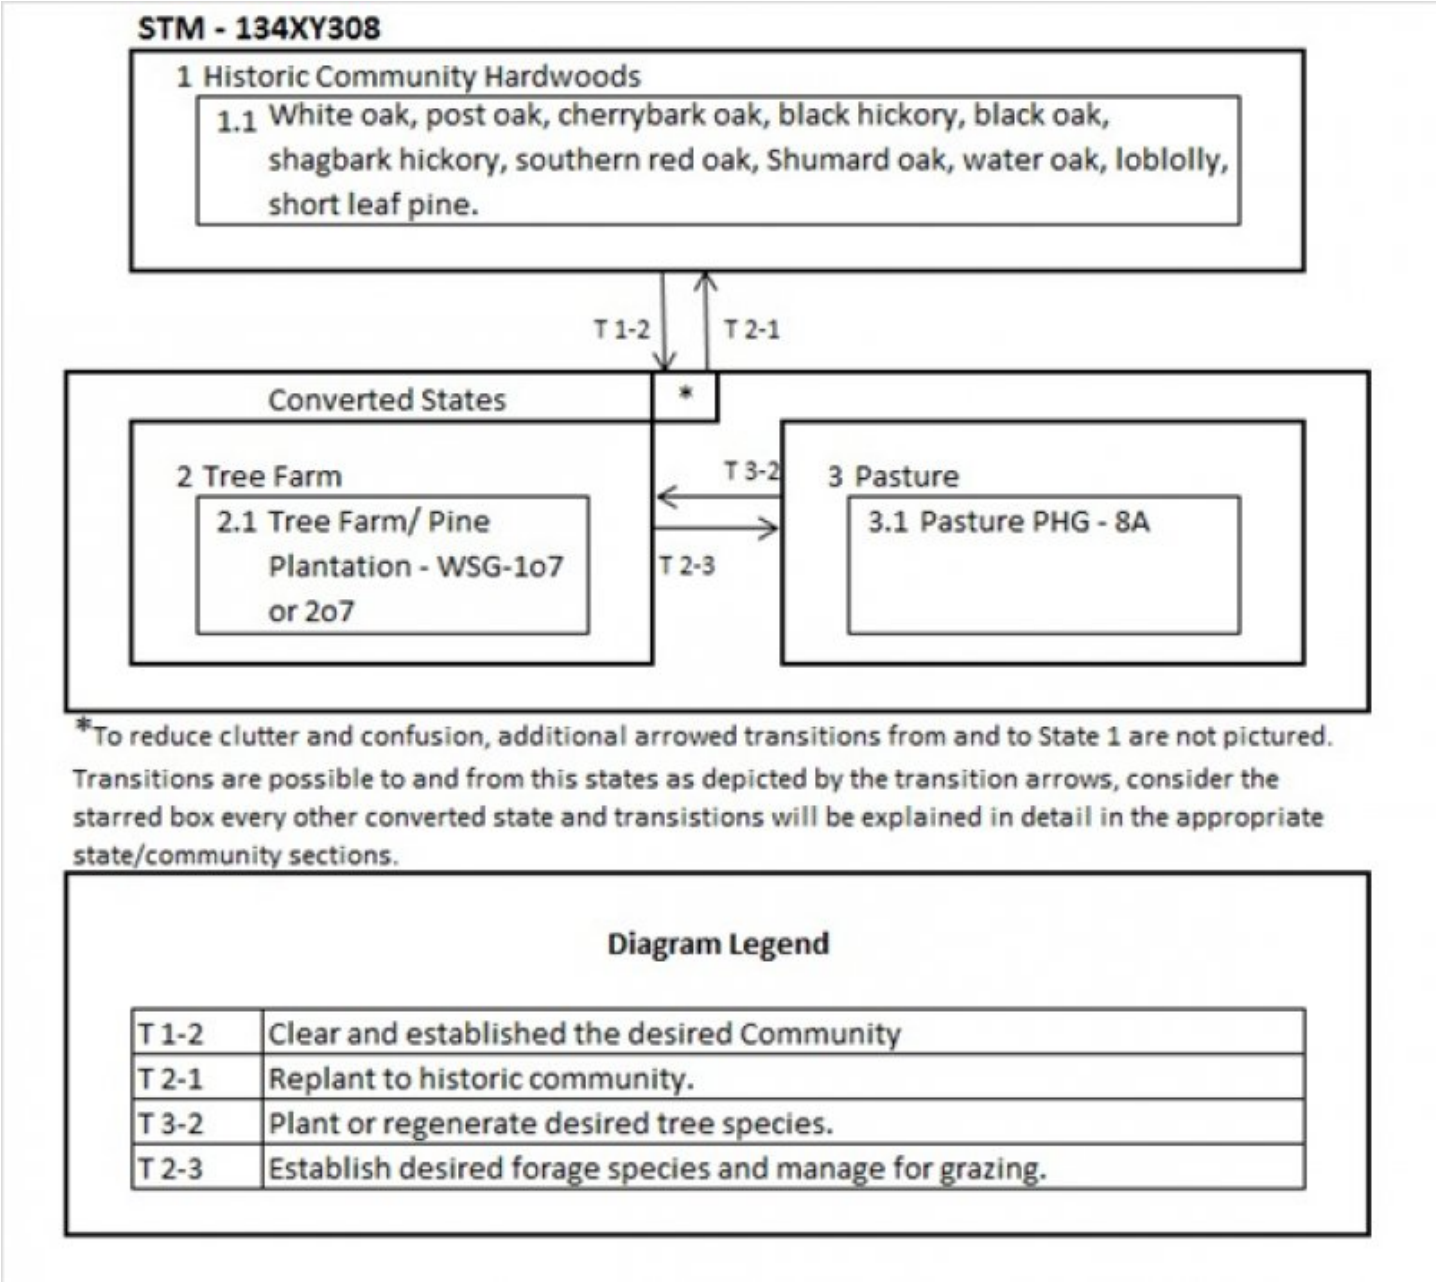 STM - 134XY308
1 Historic Community Hardwoods
1.1 White oak, post oak, cherrybark oak, black hickory, black oak,
shagbark hickory, southern red oak, Shumard oak, water oak, loblolly,
short leaf pine.
T 1-2
T 2-1
Converted States
*
2 Tree Farm
2.1 Tree Farm/ Pine
Plantation - WSG-1o7
or 2o7
T 3-2
T 2-3
3 Pasture
3.1 Pasture PHG - 8A
*To reduce clutter and confusion, additional arrowed transitions from and to State 1 are not pictured.
Transitions are possible to and from this states as depicted by the transition arrows, consider the
starred box every other converted state and transistions will be explained in detail in the appropriate
state/community sections.
Diagram Legend
T 1-2 Clear and established the desired Community
T 2-1 Replant to historic community.
T 3-2 Plant or regenerate desired tree species.
T 2-3 Establish desired forage species and manage for grazing.